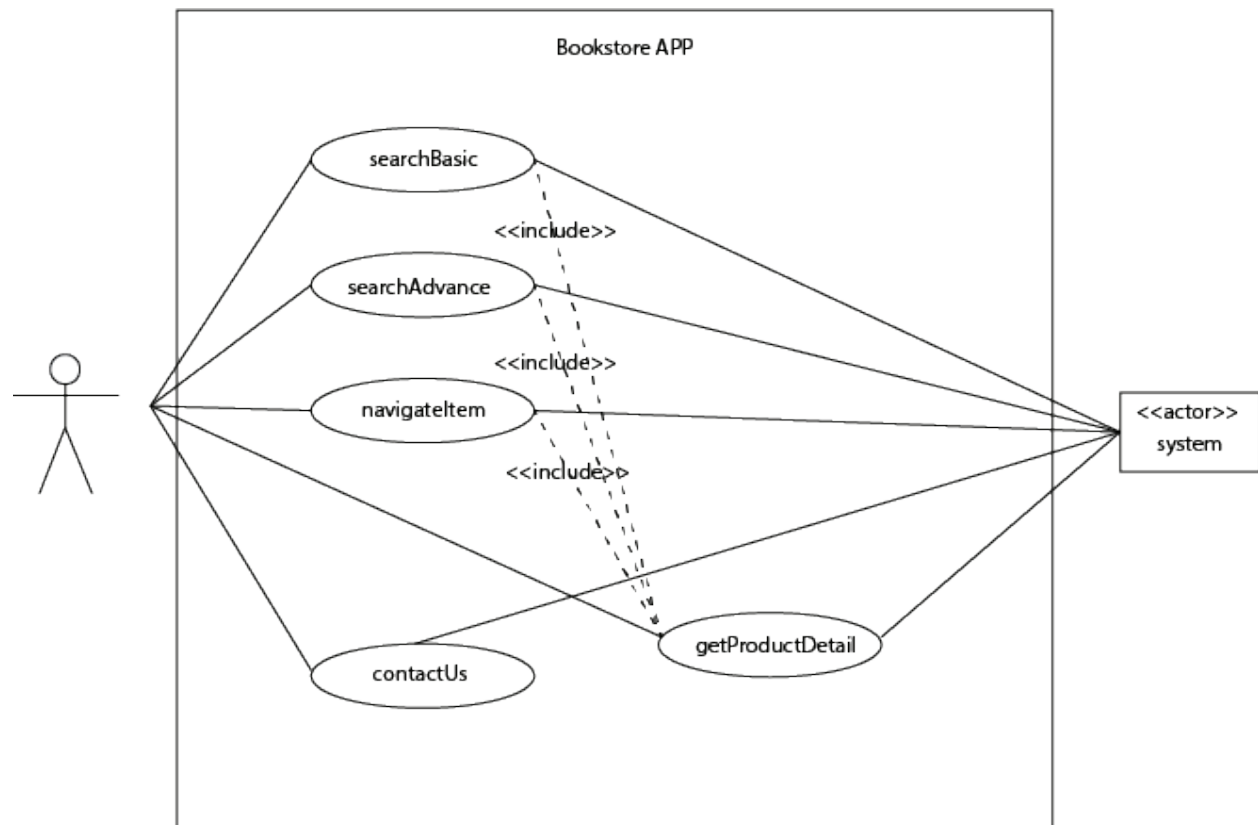 Bookstore APP
searchBasic
<<include>>
searchAdvance
<<include>>
navigateItem
<<actor>>
system
<<include>>
getProductDetail
contactUs